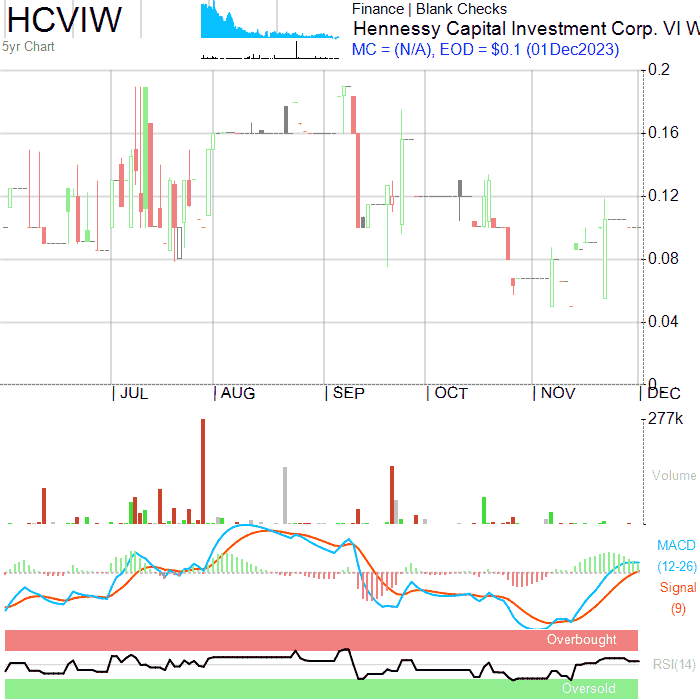 HCVIW
5yr Chart
Finance | Blank Checks
Hennessy Capital Investment Corp. VI W
MC = (N/A), EOD = $0.1 (01Dec2023)
0.2
0.16
0.12
0.08
0.04
0
JUL
AUG
SEP
OCT
NOV
DEC
277k
Volume
MACD
(12-26)
Signal
(9)
Overbought
RSI(14)
Oversold